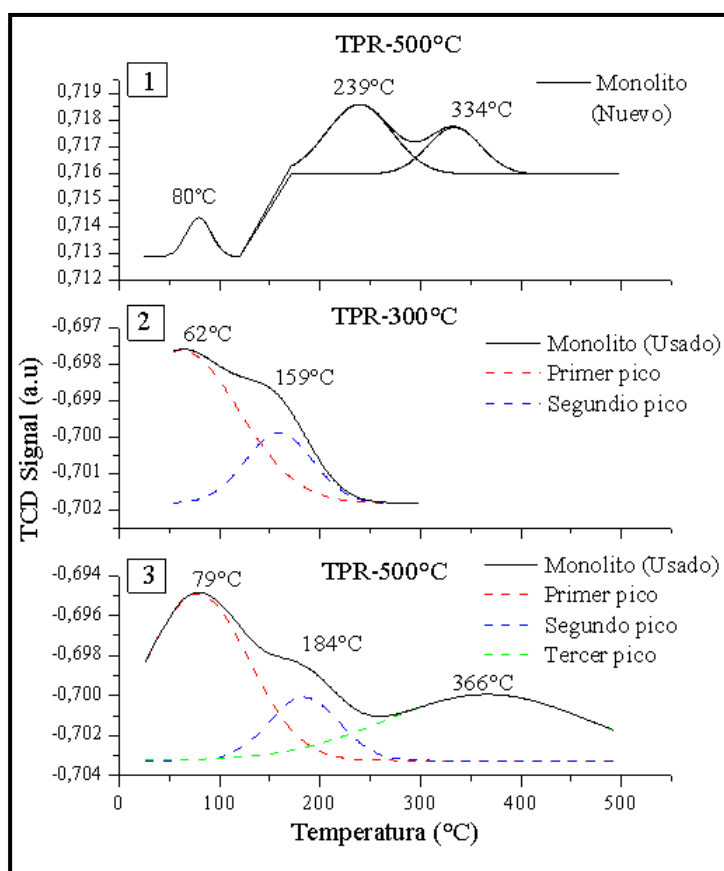 TPR-500°C
1
239°C
334°C
80°C
Monolito
(Nuevo)
0,719
0,718
0,717
0,716
0,715
0,714
0,713
0,712
TPR-300°C
2
62°C
159°C
Monolito (Usado)
Primer pico
Segundio pico
-0,697
-0,698
-0,699
-0,700
-0,701
-0,702
TCD Signal (a.u)
TPR-500°C
3
79°C
184°C
366°C
Monolito (Usado)
Primer pico
Segundo pico
Tercer pico
-0,694
-0,696
-0,698
-0,700
-0,702
-0,704
0 100 200 300 400 500
Temperatura (°C)